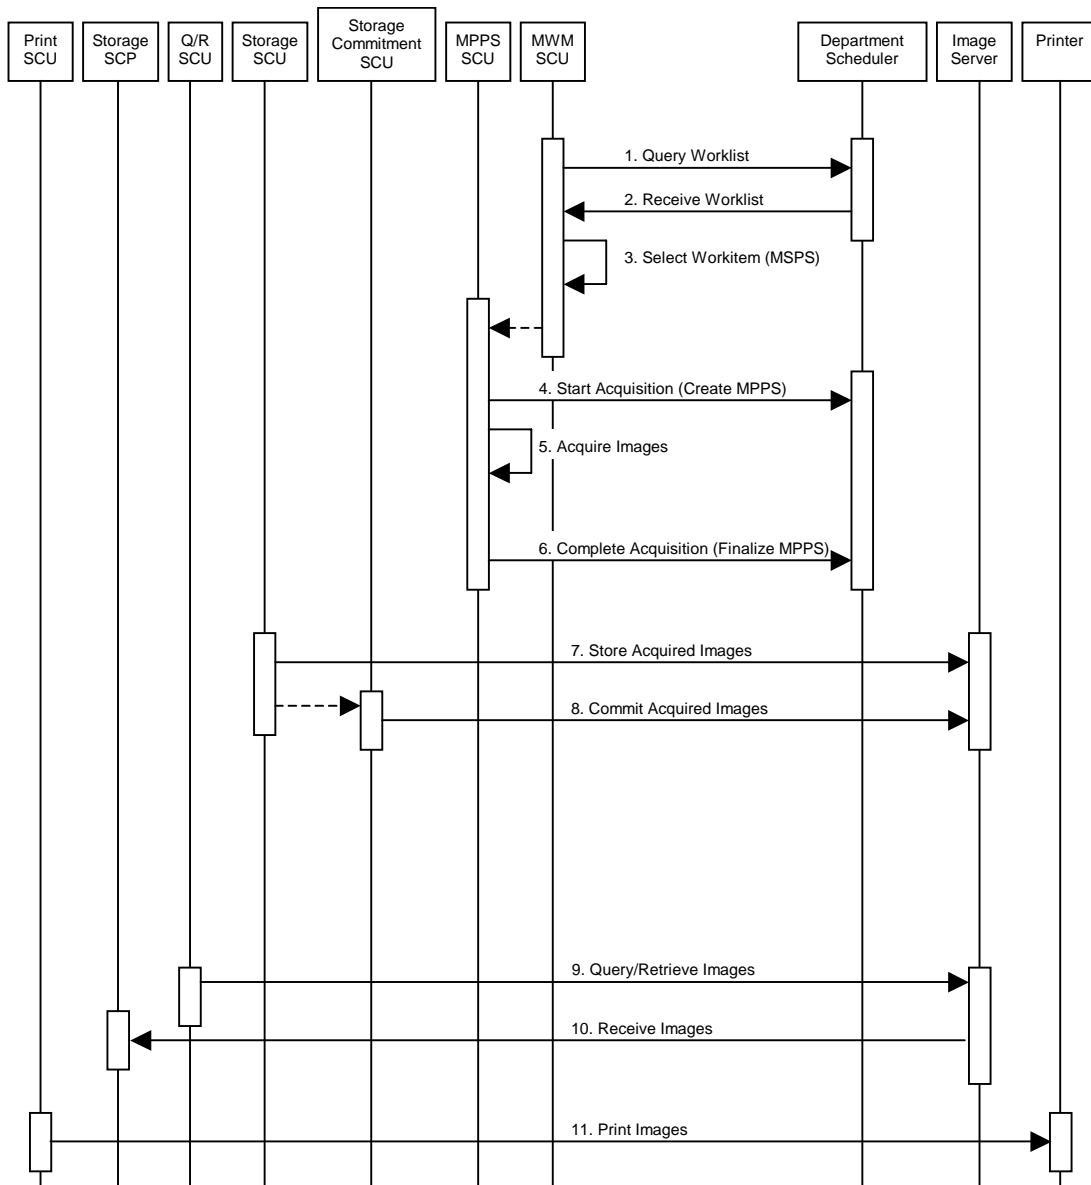 Print
SCU
Storage
SCP
Q/R
SCU
Storage
SCU
Storage
Commitment
SCU
MPPS
SCU
MWM
SCU
Department
Scheduler
Image
Server
Printer
1. Query Worklist
2. Receive Worklist
3. Select Workitem (MSPS)
4. Start Acquisition (Create MPPS)
5. Acquire Images
6. Complete Acquisition (Finalize MPPS)
7. Store Acquired Images
8. Commit Acquired Images
9. Query/Retrieve Images
10. Receive Images
11. Print Images